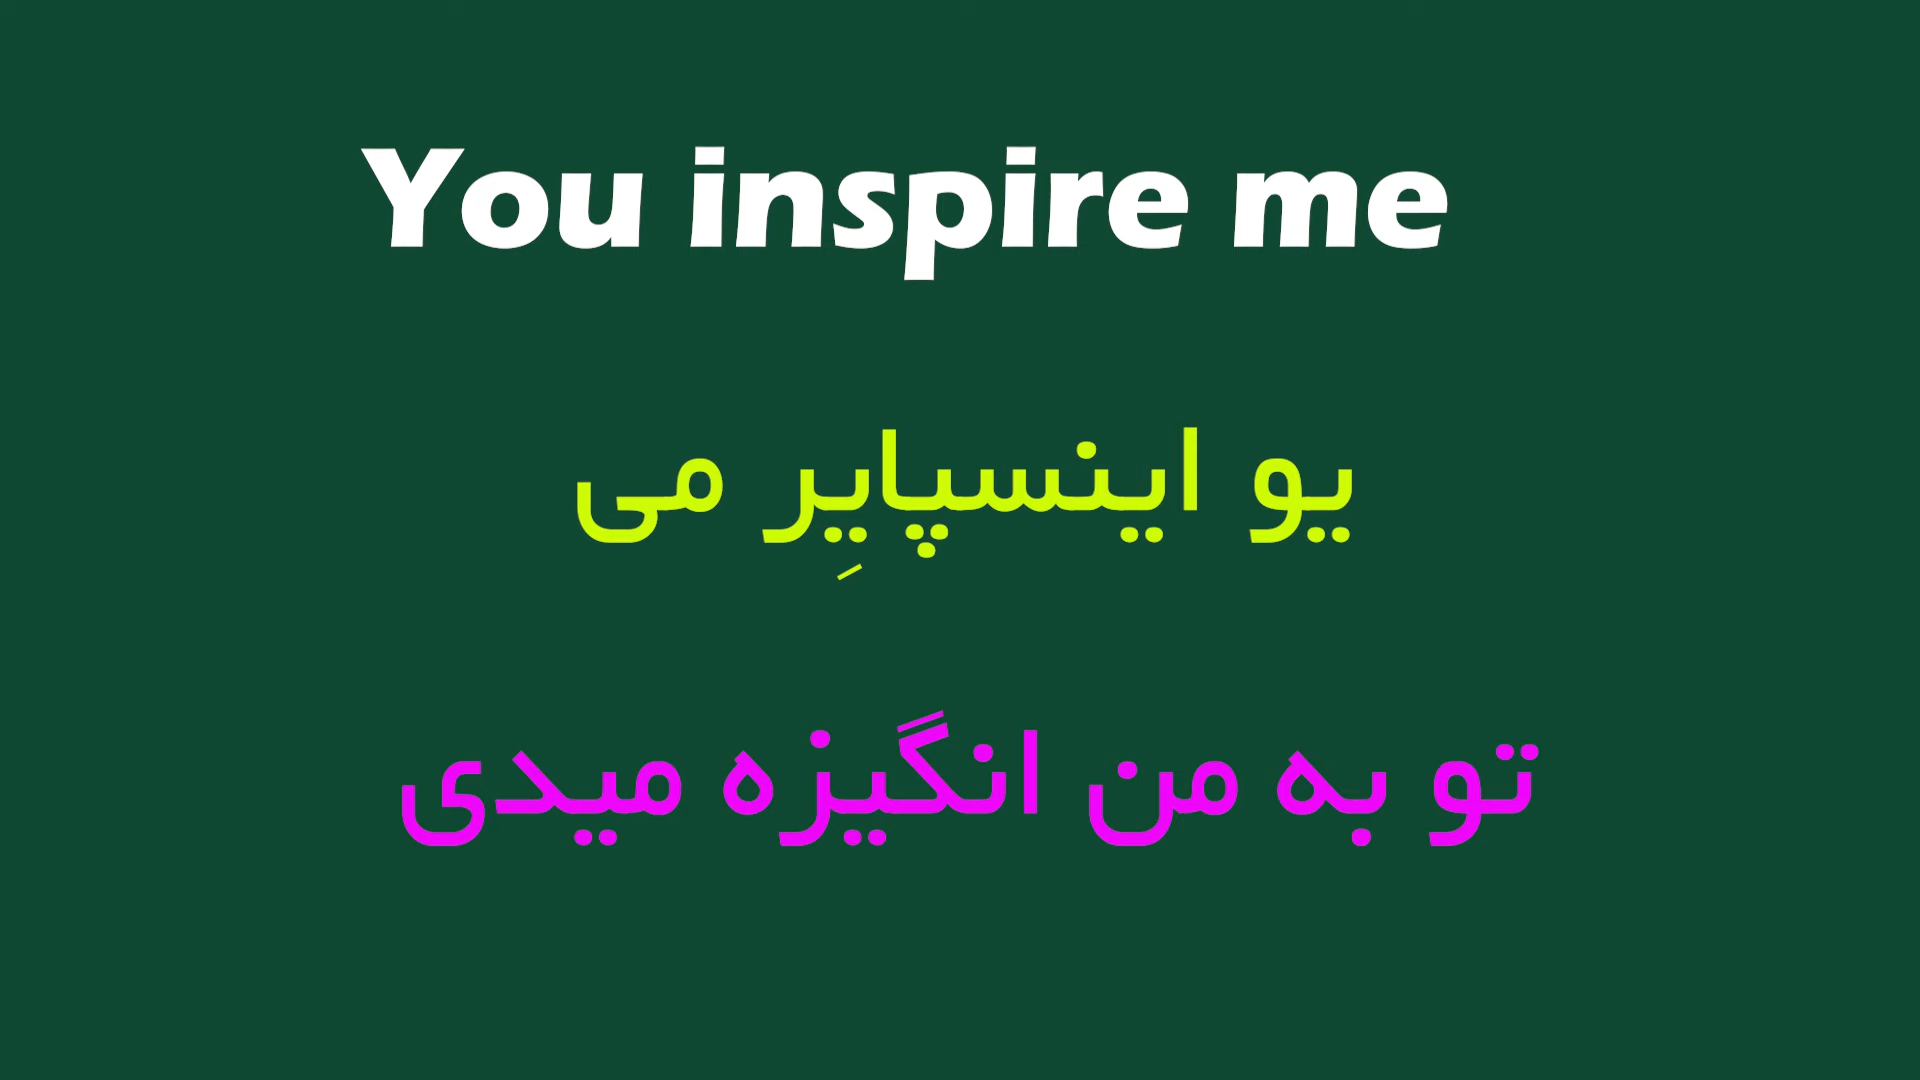 You inspire me
یو اینسپایِر می
تو به من انگیزه میدی